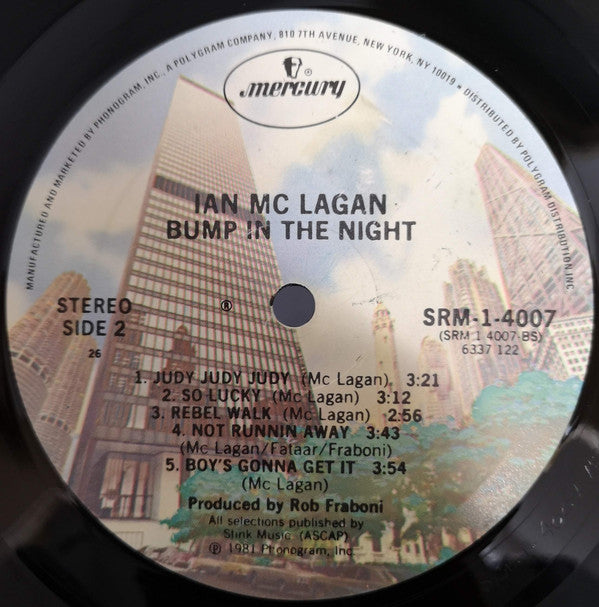 MANUFACTURED AND MARKETED BY PHONOGRAM, INC., A POLYGRAM COMPANY, 810 7TH AVENUE, NEW YORK, NY 10019 • DISTRIBUTED BY POLYGRAM DISTRIBUTION, INC
mercury ®
IAN MC LAGAN
BUMP IN THE NIGHT
STEREO
SIDE 2
26
®
SRM-1-4007
(SRM 1 4007-BS)
6337 122
1. JUDY JUDY JUDY (Mc Lagan) 3:21
2. SO LUCKY (Mc Lagan) 3:12
3. REBEL WALK (Mc Lagan) 2:56
4. NOT RUNNIN AWAY 3:43
(Mc Lagan/Fataar/Fraboni)
5. BOY'S GONNA GET IT 3:54
(Mc Lagan)
Produced by Rob Fraboni
All selections published by
Stink Music (ASCAP)
℗ 1981 Phonogram, Inc.